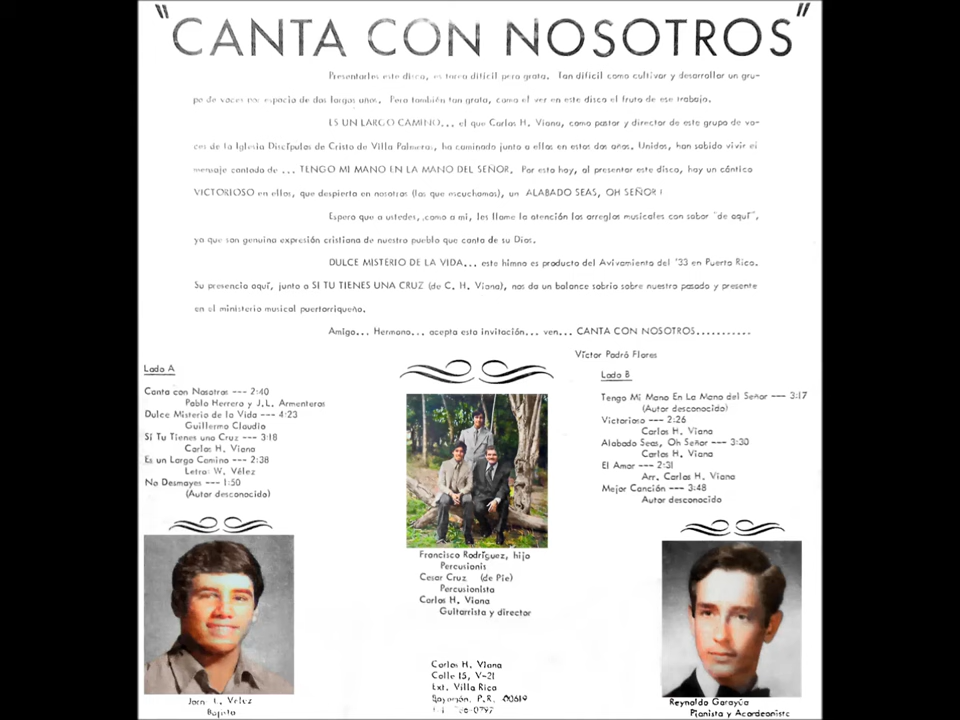 "CANTA CON NOSOTROS"
Presentarles este disco, es tarea difícil pero grata. Tan difícil como cultivar y desarrollar un gru-
po de voces por espacio de dos largos años. Pero también tan grata, como el ver en este disco el fruto de ese trabajo.
ES UN LARGO CAMINO... el que Carlos H. Viana, como pastor y director de este grupo de vo-
ces de la Iglesia Discípulos de Cristo de Villa Palmeras, ha caminado junto a ellos en estos dos años. Unidos, han sabido vivir el
mensaje cantado de ... TENGO MI MANO EN LA MANO DEL SEÑOR. Por esto hoy, al presentar este disco, hay un cántico
VICTORIOSO en ellos, que despierta en nosotros (los que escuchamos), un ALABADO SEAS, OH SEÑOR !
Espero que a ustedes, como a mi, les llame la atención los arreglos musicales con sabor "de aquí",
ya que son genuina expresión cristiana de nuestro pueblo que canta de su Dios.
DULCE MISTERIO DE LA VIDA... este himno es producto del Avivamiento del '33 en Puerto Rico.
Su presencia aquí, junto a SI TU TIENES UNA CRUZ (de C. H. Viana), nos da un balance sobrio sobre nuestro pasado y presente
en el ministerio musical puertorriqueño.
Amigo... Hermano... acepta esta invitación... ven... CANTA CON NOSOTROS..........
Víctor Padró Flores
Lado A
Canta con Nosotros --- 2:40
Pablo Herrera y J.L. Armenteros
Dulce Misterio de la Vida --- 4:23
Guillermo Claudio
Si Tu Tienes una Cruz --- 3:18
Carlos H. Viana
Es un Largo Camino --- 2:38
Letra: W. Vélez
No Desmayes --- 1:50
(Autor desconocido)
Lado B
Tengo Mi Mano En La Mano del Señor --- 3:17
(Autor desconocido)
Victorioso --- 2:26
Carlos H. Viana
Alabado Seas, Oh Señor --- 3:30
Carlos H. Viana
El Amor --- 2:31
Arr. Carlos H. Viana
Mejor Canción --- 3:48
Autor desconocido
Francisco Rodríguez, hijo
Percusionis
Cesar Cruz (de Pie)
Percusionista
Carlos H. Viana
Guitarrista y director
Carlos H. Viana
Calle 15, V-21
Ext. Villa Rica
Bayamón, P.R. 00619
-0797
Vélez
Bajista
Reynaldo Garayúa
Pianista y Acordeonista